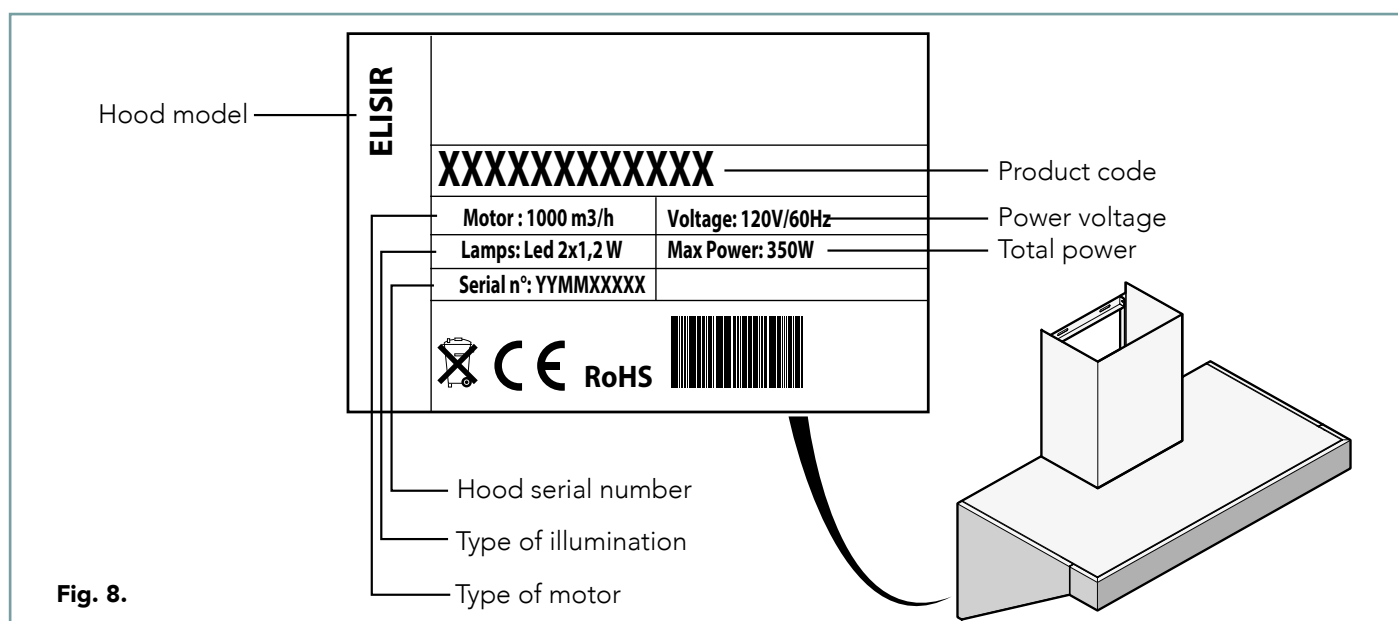 Hood model
ELISIR
XXXXXXXXXXXX
Product code
Motor : 1000 m3/h
Voltage: 120V/60Hz
Power voltage
Lamps: Led 2x1,2 W
Max Power: 350W
Total power
Serial n°: YYMMXXXXX
CE RoHS
Hood serial number
Type of illumination
Type of motor
Fig. 8.